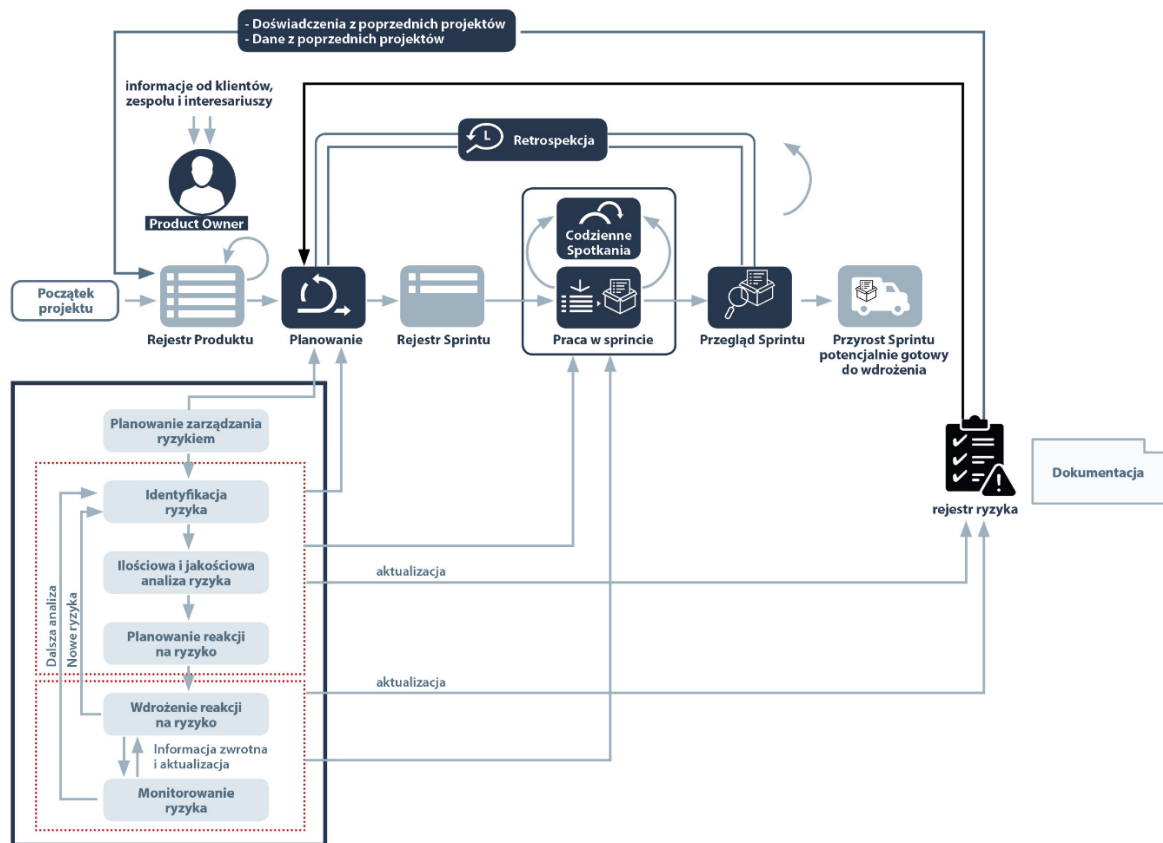 - Doświadczenia z poprzednich projektów
- Dane z poprzednich projektów
informacje od klientów,
zespołu i interesariuszy
L
Retrospekcja
Product Owner
Codzienne
Spotkania
Początek
projektu
Rejestr Produktu
Planowanie
Rejestr Sprintu
Praca w sprincie
Przegląd Sprintu
Przyrost Sprintu
potencjalnie gotowy
do wdrożenia
Planowanie zarządzania
ryzykiem
Identyfikacja
ryzyka
Dokumentacja
rejestr ryzyka
Ilościowa i jakościowa
analiza ryzyka
aktualizacja
Dalsza analiza
Nowe ryzyka
Planowanie reakcji
na ryzyko
aktualizacja
Wdrożenie reakcji
na ryzyko
Informacja zwrotna
i aktualizacja
Monitorowanie
ryzyka